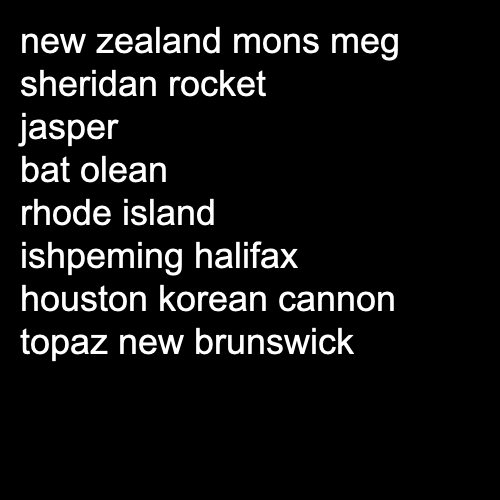 new zealand mons meg
sheridan rocket
jasper
bat olean
rhode island
ishpeming halifax
houston korean cannon
topaz new brunswick